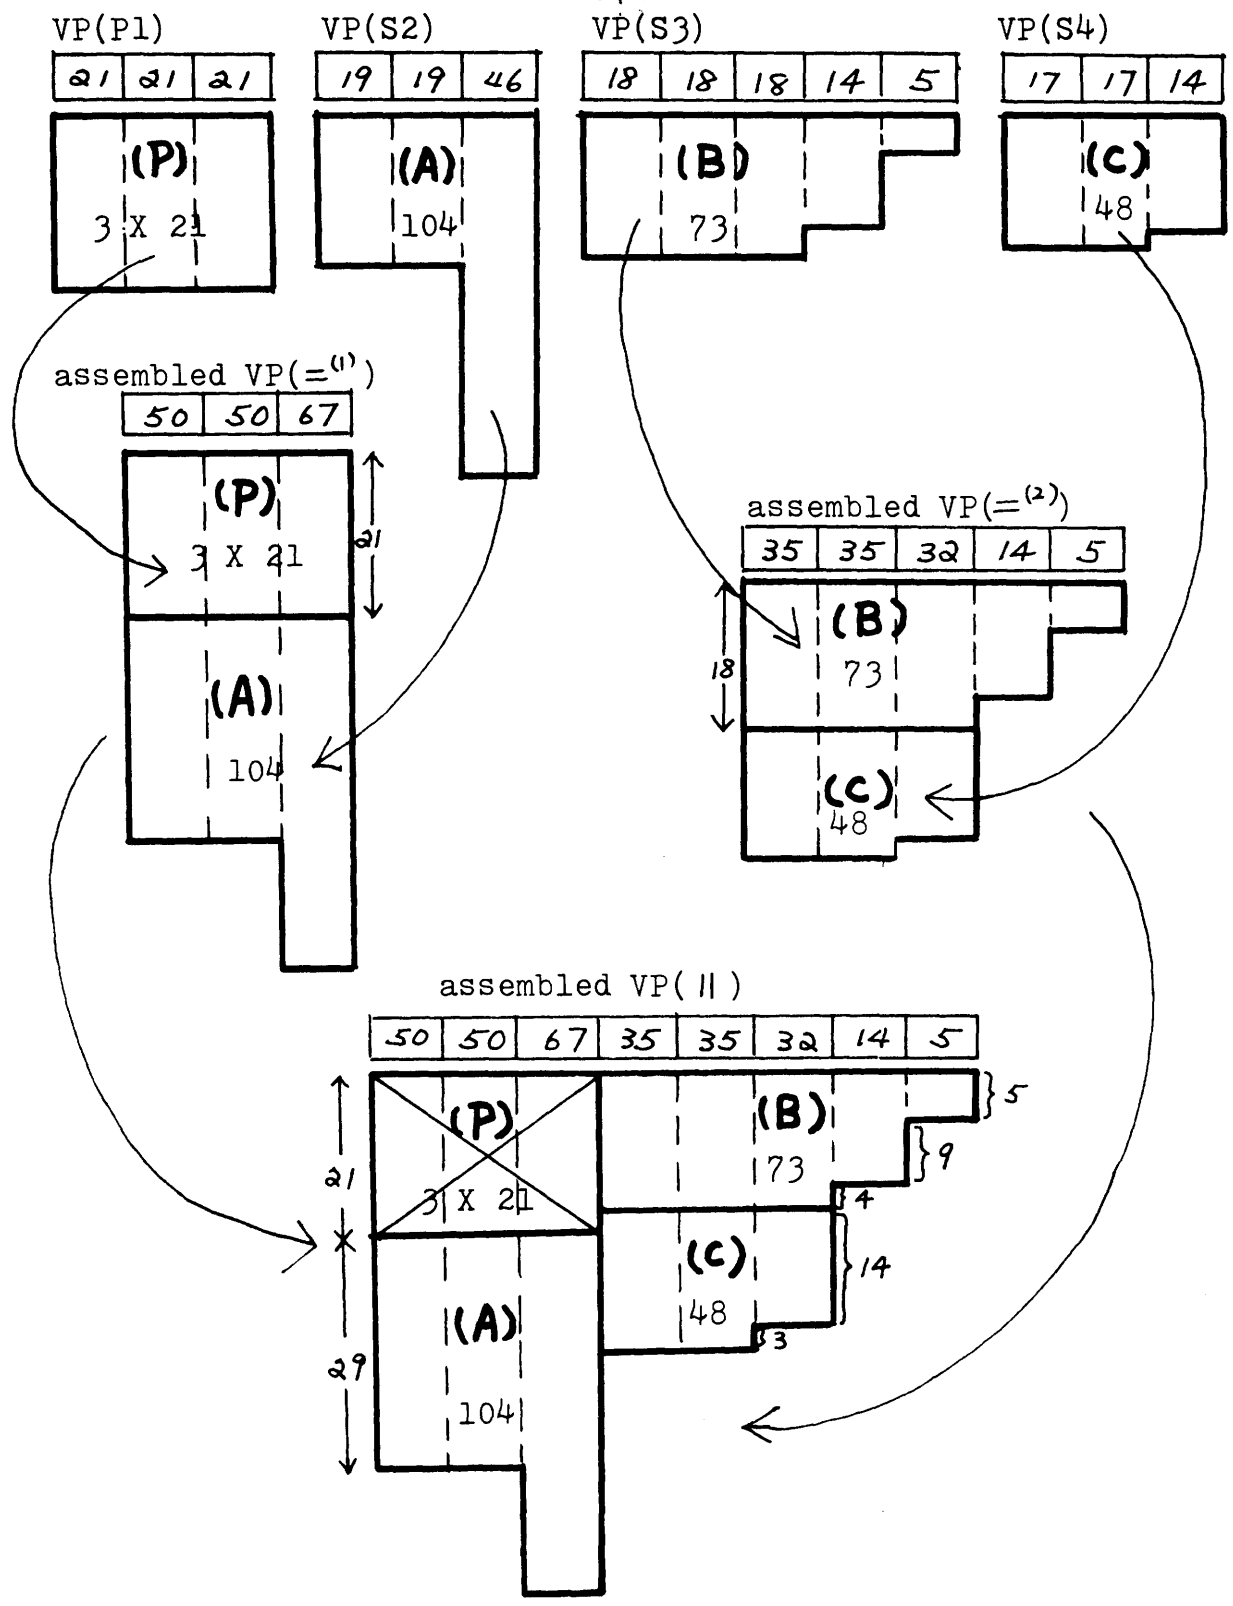 VP(P1) VP(S2) VP(S3) VP(S4)
21 21 21 19 19 46 18 18 18 14 5 17 17 14
(P) (A) (B) (C)
3 X 21 104 73 48
assembled VP(=(1))
50 50 67
(P)
3 X 21
21
(A)
104
assembled VP(=(2))
35 35 32 14 5
(B)
73
18
(C)
48
assembled VP( || )
50 50 67 35 35 32 14 5
(P) (B) 5
73 9
21 3 X 21 4
(C) 14
48 3
(A)
29
104